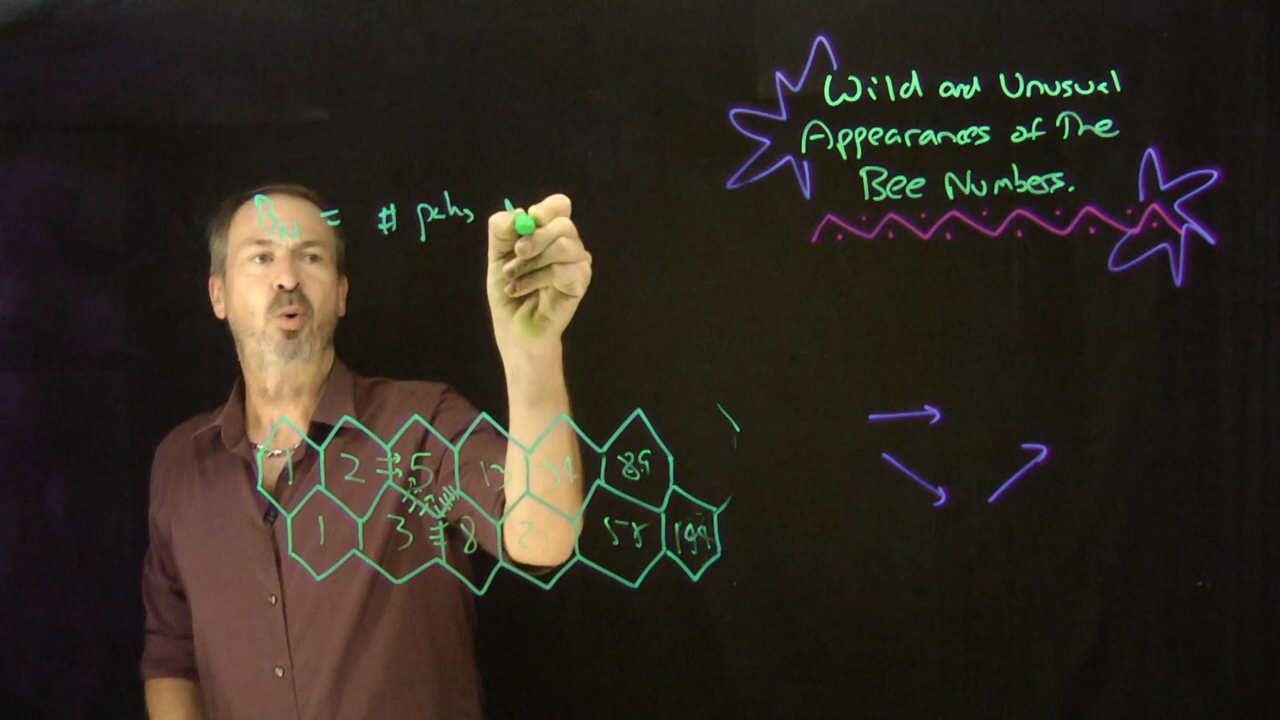 Wild and Unusual
Appearances of The
Bee Numbers.
B_N = # paths
1 2 5 13 34 89
1 3 8 21 55 144